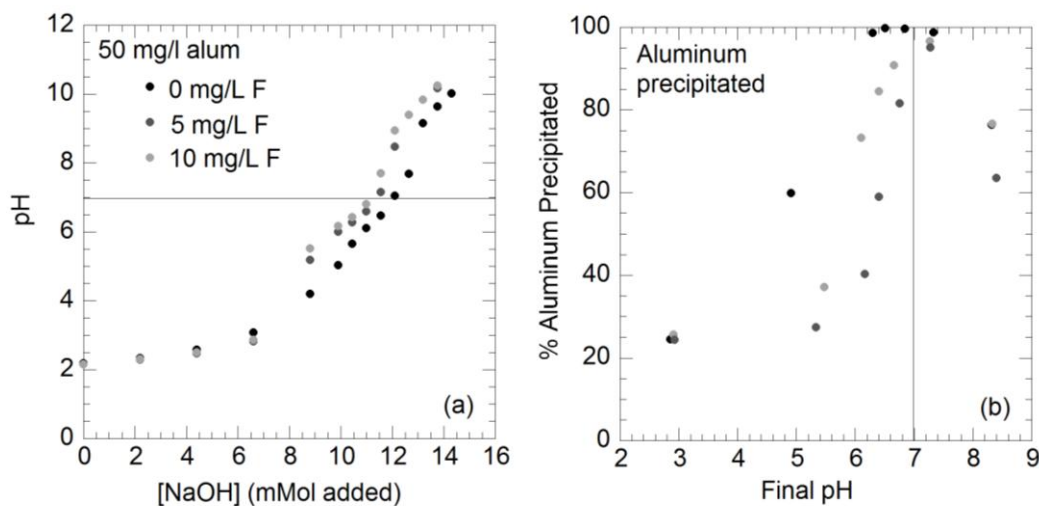 12
10
8
6
4
2
0
pH
50 mg/l alum
0 mg/L F
5 mg/L F
10 mg/L F
(a)
0 2 4 6 8 10 12 14 16
[NaOH] (mMol added)
100
80
60
40
20
0
% Aluminum Precipitated
Aluminum
precipitated
(b)
2 3 4 5 6 7 8 9
Final pH